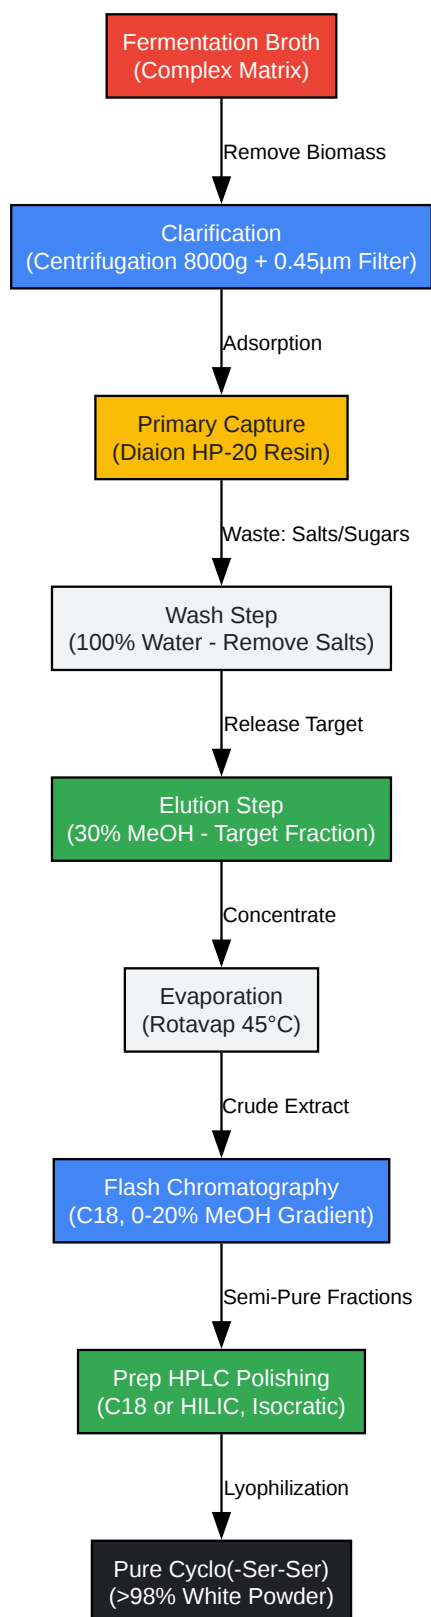 Fermentation Broth
(Complex Matrix)
Remove Biomass
Clarification
(Centrifugation 8000g + 0.45µm Filter)
Adsorption
Primary Capture
(Diaion HP-20 Resin)
Waste: Salts/Sugars
Wash Step
(100% Water - Remove Salts)
Release Target
Elution Step
(30% MeOH - Target Fraction)
Concentrate
Evaporation
(Rotavap 45°C)
Crude Extract
Flash Chromatography
(C18, 0-20% MeOH Gradient)
Semi-Pure Fractions
Prep HPLC Polishing
(C18 or HILIC, Isocratic)
Lyophilization
Pure Cyclo(-Ser-Ser)
(>98% White Powder)